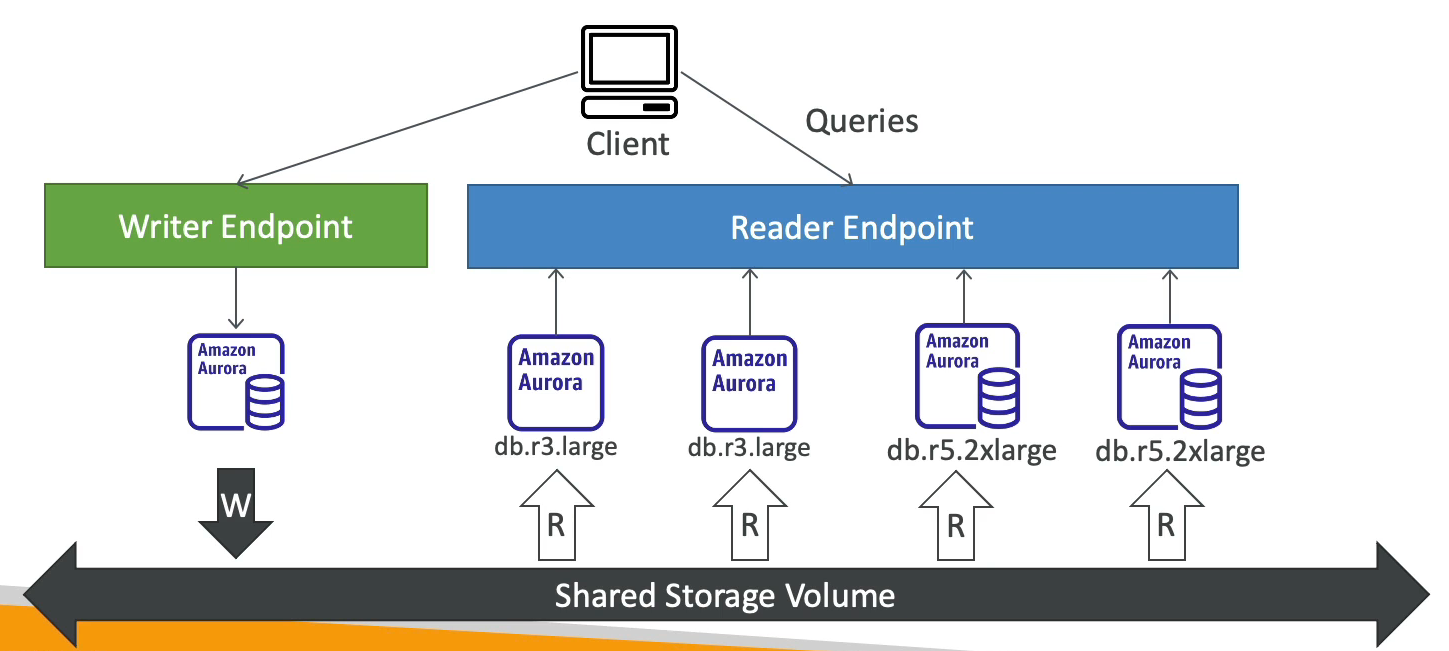 Client
Queries
Writer Endpoint
Reader Endpoint
Amazon
Aurora
Amazon
Aurora
db.r3.large
Amazon
Aurora
db.r3.large
Amazon
Aurora
db.r5.2xlarge
Amazon
Aurora
db.r5.2xlarge
W
R
R
R
R
Shared Storage Volume